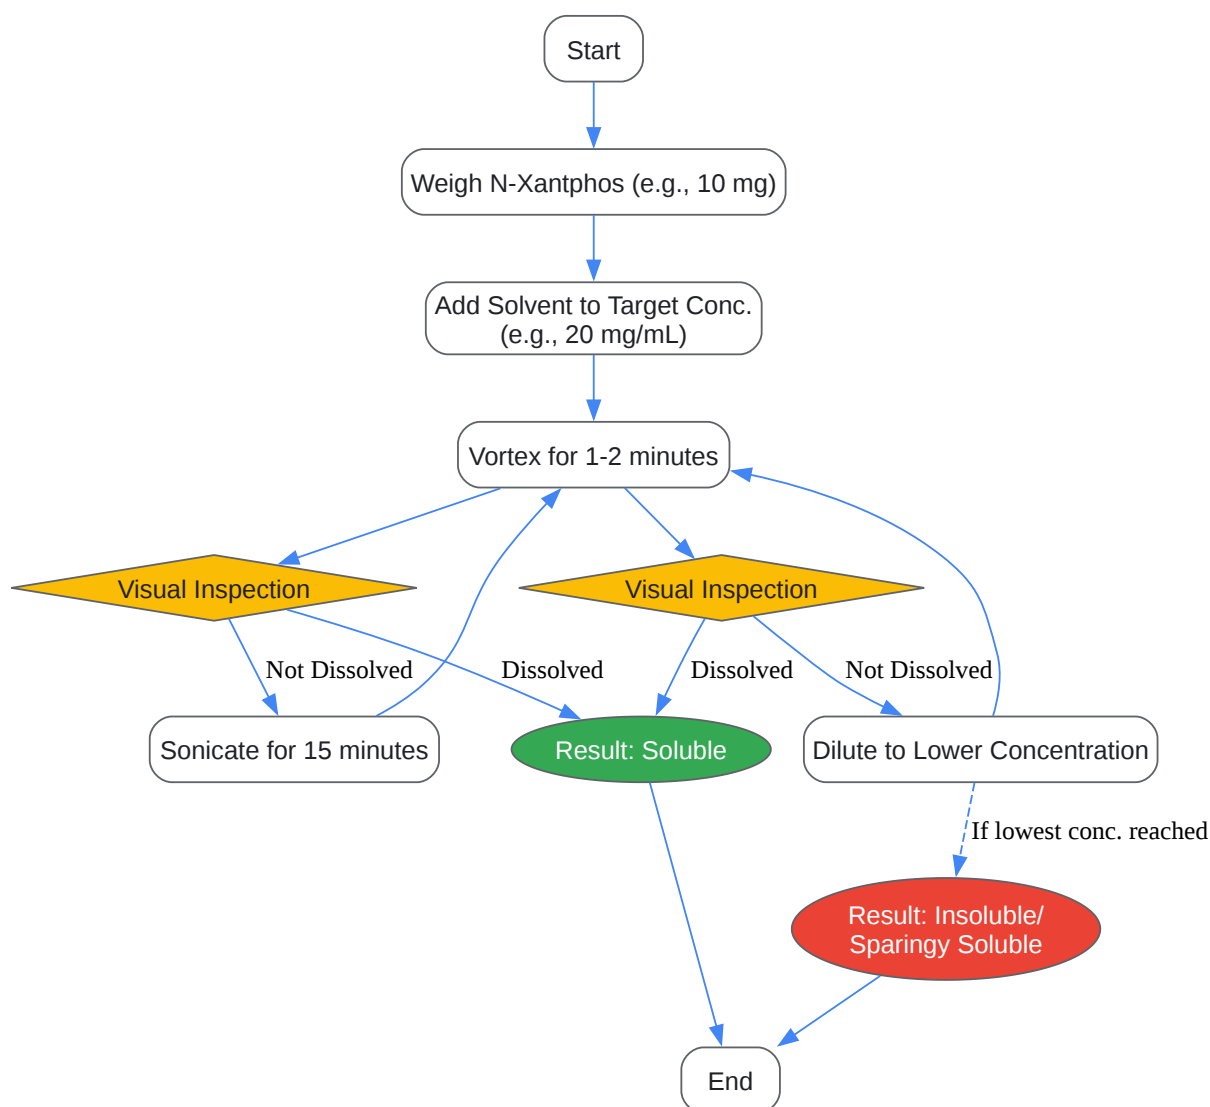 Start
Weigh N-Xantphos (e.g., 10 mg)
Add Solvent to Target Conc.
(e.g., 20 mg/mL)
Vortex for 1-2 minutes
Visual Inspection
Visual Inspection
Not Dissolved
Dissolved
Dissolved
Not Dissolved
Sonicate for 15 minutes
Result: Soluble
Dilute to Lower Concentration
If lowest conc. reached
Result: Insoluble/
Sparingy Soluble
End